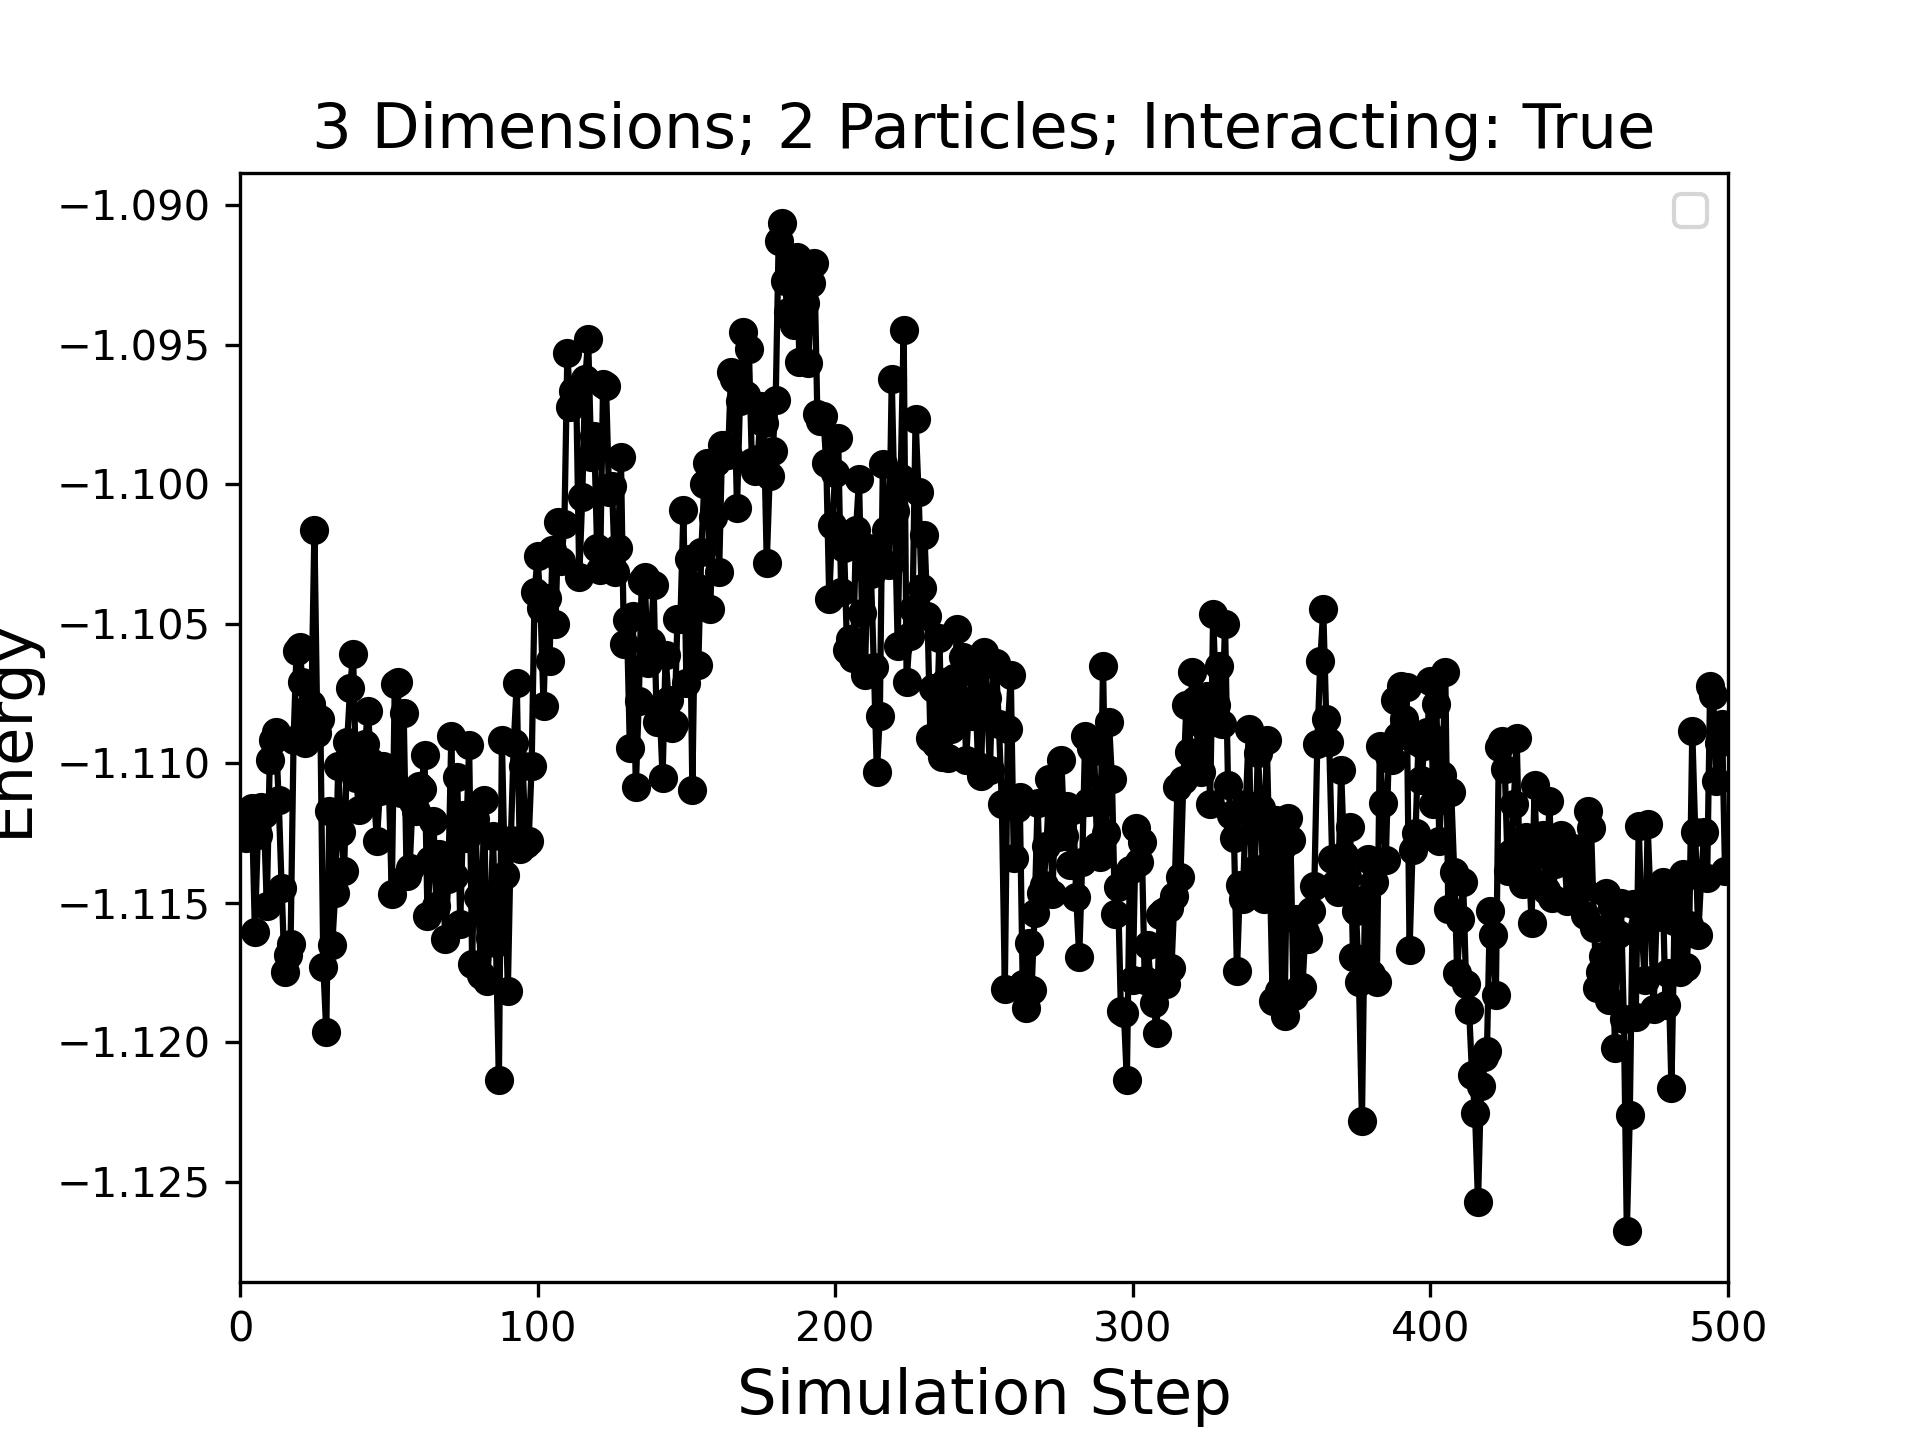 3 Dimensions; 2 Particles; Interacting: True
−1.090
−1.095
−1.100
−1.105
−1.110
−1.115
−1.120
−1.125
Energy
0 100 200 300 400 500
Simulation Step